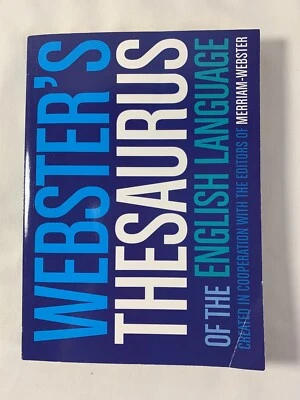 WEBSTER'S
THESAURUS
OF THE ENGLISH LANGUAGE
CREATED IN COOPERATION WITH THE EDITORS OF MERRIAM-WEBSTER